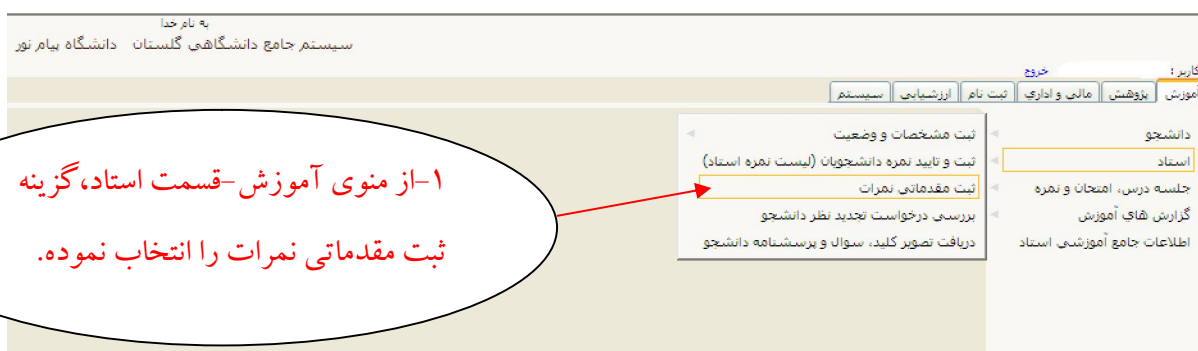 به نام خدا
سیستم جامع دانشگاهی گلستان   دانشگاه پیام نور
کاربر :   خروج
آموزش   پژوهش   مالی و اداري   ثبت نام   ارزشیابی   سیستم
دانشجو
استاد
جلسه درس، امتحان و نمره
گزارش هاي آموزش
اطلاعات جامع آموزشی استاد
ثبت مشخصات و وضعیت
ثبت و تایید نمره دانشجویان (لیست نمره استاد)
ثبت مقدماتی نمرات
بررسی درخواست تجدید نظر دانشجو
دریافت تصویر کلید، سوال و پرسشنامه دانشجو
۱-از منوی آموزش-قسمت استاد،گزینه
ثبت مقدماتی نمرات را انتخاب نموده.